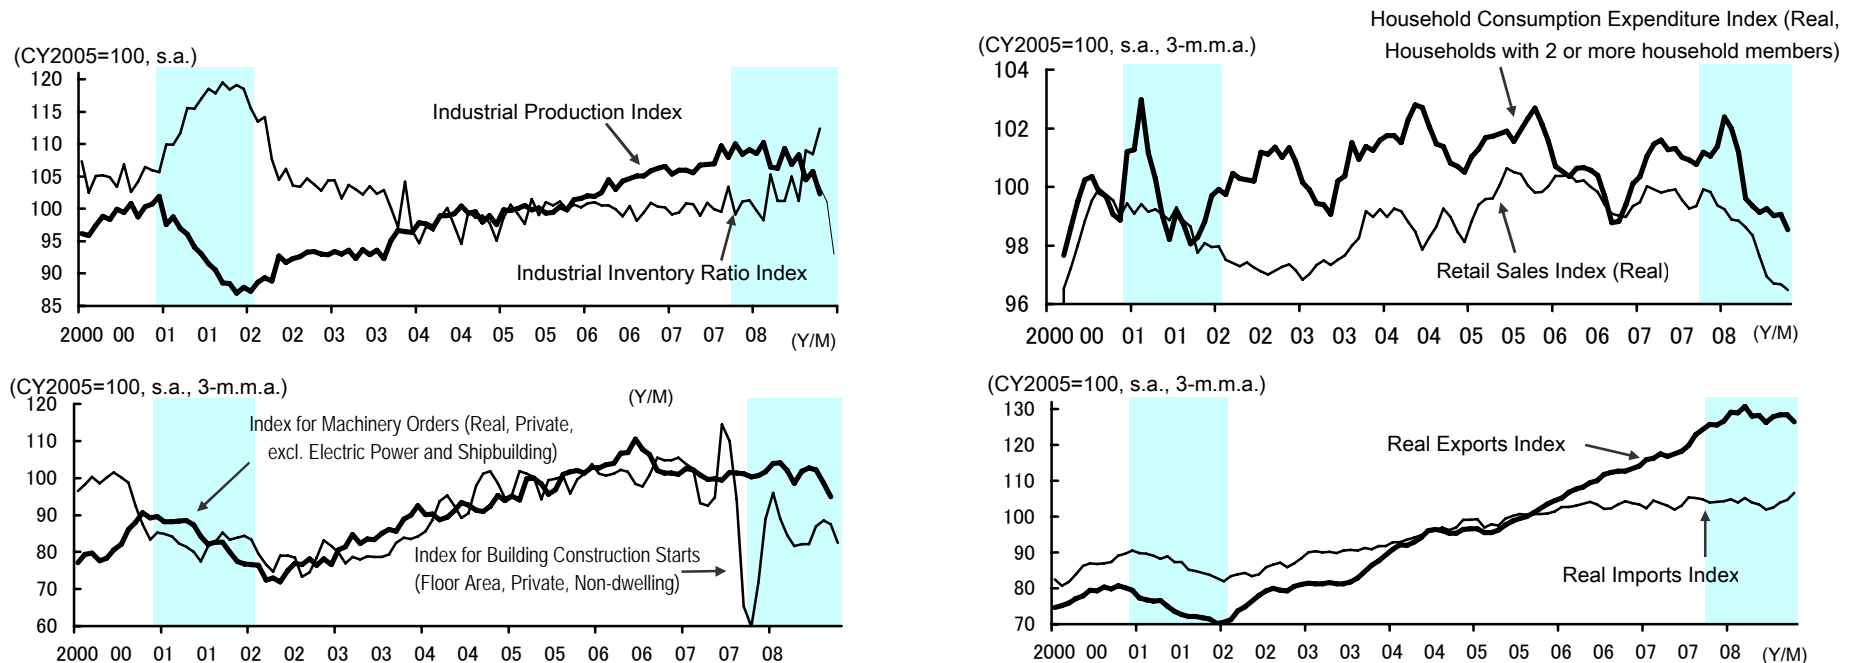 (CY2005=100, s.a.)
120
115
110
105
100
95
90
85
Industrial Production Index
Industrial Inventory Ratio Index
2000 00 01 01 02 02 03 03 04 04 05 05 06 06 07 07 08
(Y/M)
Household Consumption Expenditure Index (Real,
Households with 2 or more household members)
(CY2005=100, s.a., 3-m.m.a.)
104
102
100
98
96
Retail Sales Index (Real)
2000 00 01 01 02 02 03 03 04 04 05 05 06 06 07 07 08 (Y/M)
(CY2005=100, s.a., 3-m.m.a.)
(Y/M)
120
110
100
90
80
70
60
Index for Machinery Orders (Real, Private,
excl. Electric Power and Shipbuilding)
Index for Building Construction Starts
(Floor Area, Private, Non-dwelling)
2000 00 01 01 02 02 03 03 04 04 05 05 06 06 07 07 08
(CY2005=100, s.a., 3-m.m.a.)
130
120
110
100
90
80
70
Real Exports Index
Real Imports Index
2000 00 01 01 02 02 03 03 04 04 05 05 06 06 07 07 08 (Y/M)